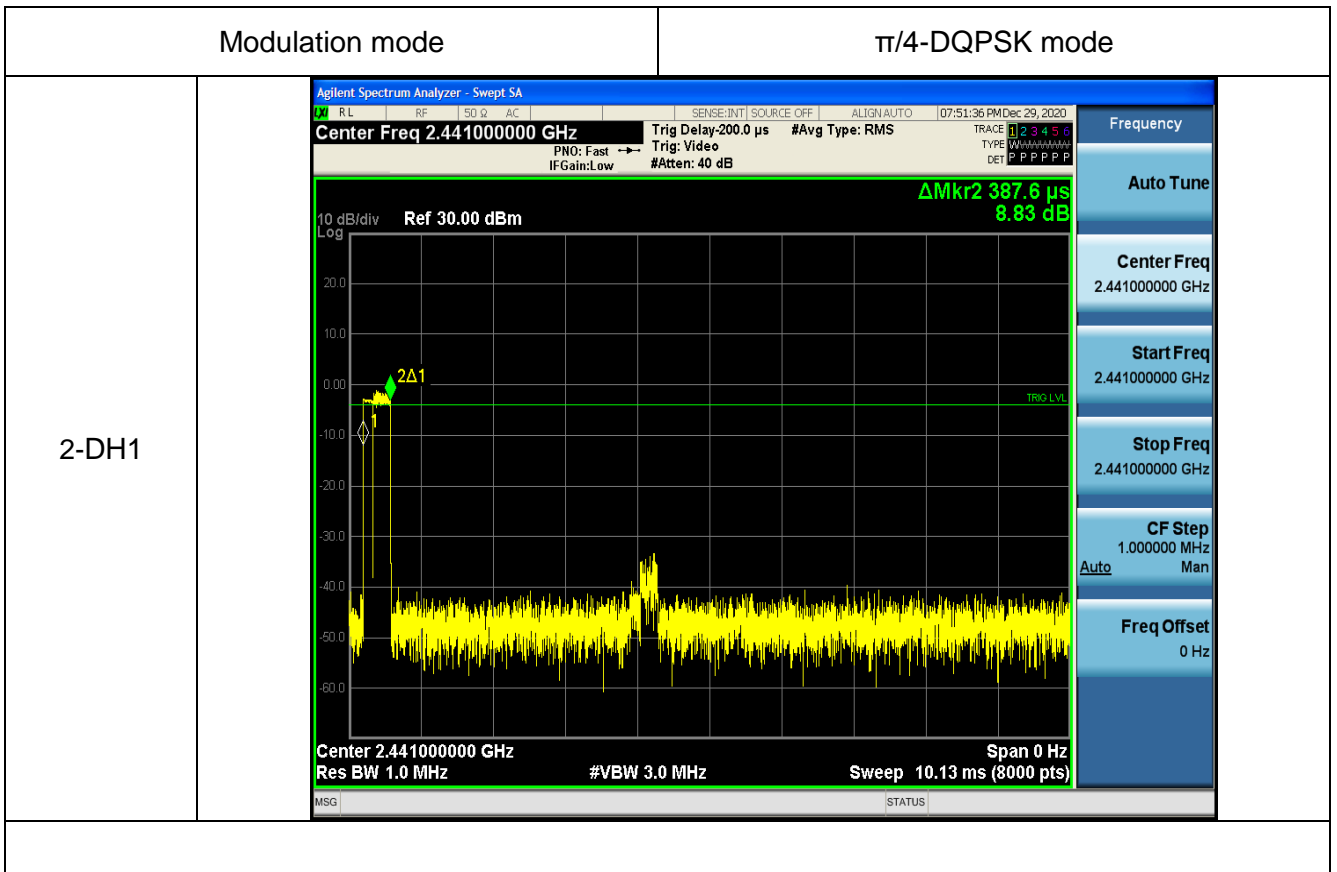 Modulation mode π/4-DQPSK mode
2-DH1
Agilent Spectrum Analyzer - Swept SA
LXI RL RF 50 Ω AC SENSE:INT SOURCE OFF ALIGN AUTO 07:51:36 PM Dec 29, 2020
Center Freq 2.441000000 GHz
PNO: Fast
IFGain:Low
Trig Delay-200.0 µs #Avg Type: RMS
Trig: Video
#Atten: 40 dB
TRACE 1 2 3 4 5 6
TYPE W
DET P P P P P P
ΔMkr2 387.6 µs
8.83 dB
10 dB/div Ref 30.00 dBm
Log
20.0
10.0
0.00
-10.0
-20.0
-30.0
-40.0
-50.0
-60.0
2Δ1
1
TRIG LVL
Center 2.441000000 GHz Span 0 Hz
Res BW 1.0 MHz #VBW 3.0 MHz Sweep 10.13 ms (8000 pts)
MSG STATUS
Frequency
Auto Tune
Center Freq
2.441000000 GHz
Start Freq
2.441000000 GHz
Stop Freq
2.441000000 GHz
CF Step
1.000000 MHz
Auto Man
Freq Offset
0 Hz